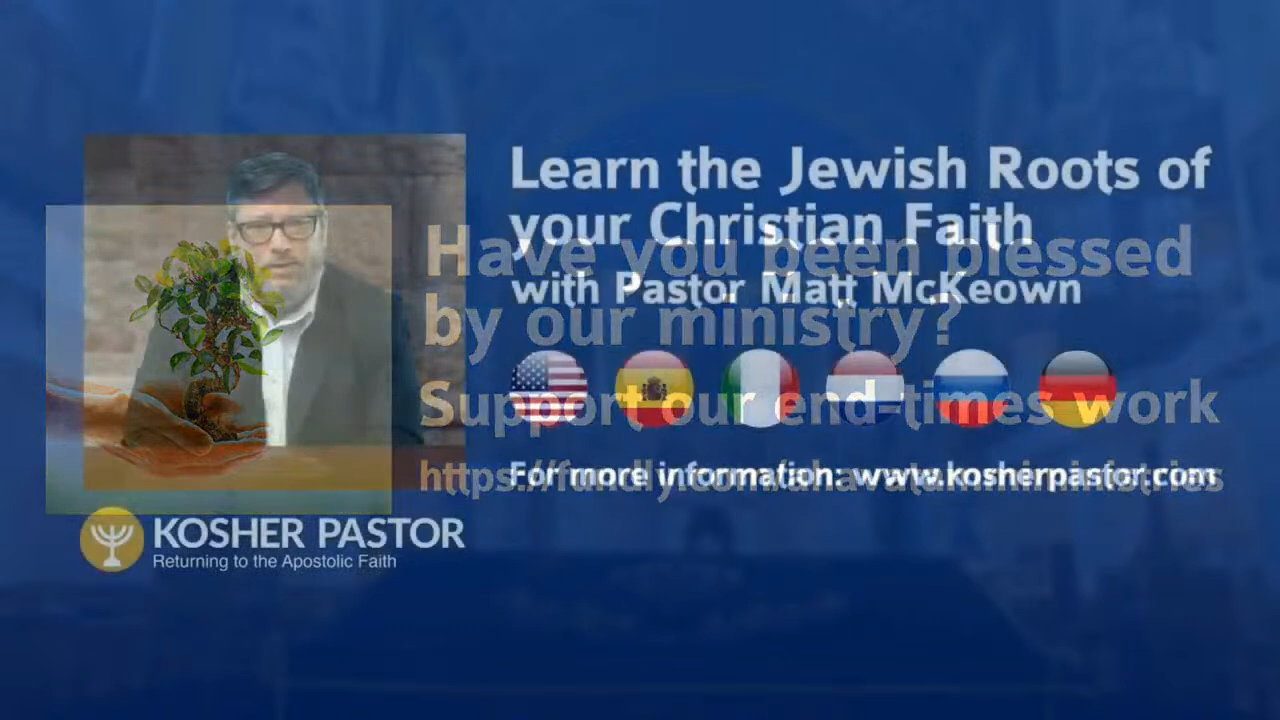 Learn the Jewish Roots of
your Christian Faith
with Pastor Matt McKeown
Have you been blessed
by our ministry?
Support our end-times work
For more information: www.kosherpastor.com
KOSHER PASTOR
Returning to the Apostolic Faith